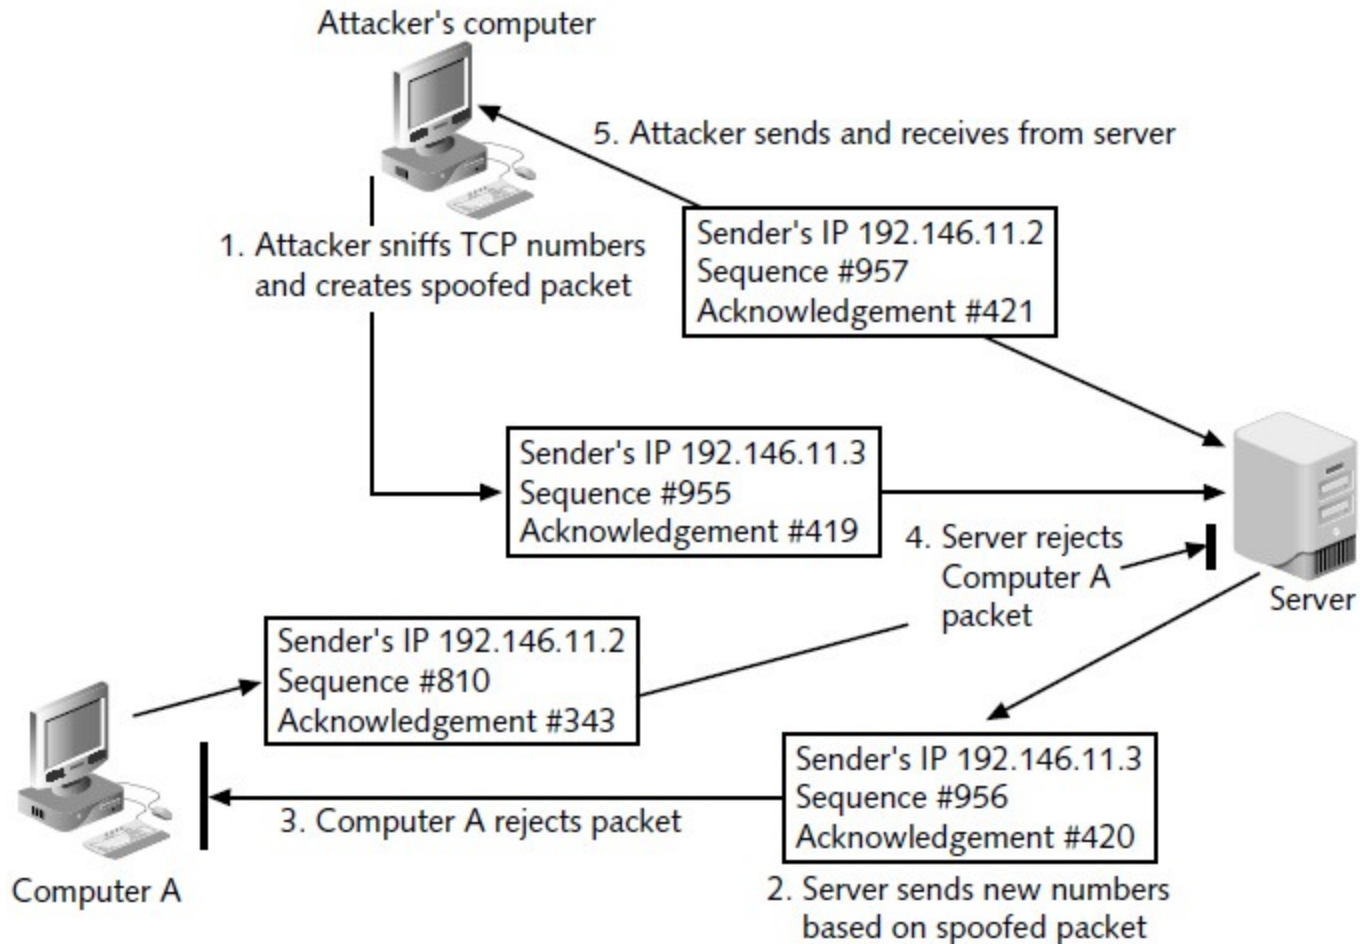 Attacker's computer
5. Attacker sends and receives from server
1. Attacker sniffs TCP numbers
and creates spoofed packet
Sender's IP 192.146.11.2
Sequence #957
Acknowledgement #421
Sender's IP 192.146.11.3
Sequence #955
Acknowledgement #419
4. Server rejects
Computer A
packet
Server
Sender's IP 192.146.11.2
Sequence #810
Acknowledgement #343
Sender's IP 192.146.11.3
Sequence #956
Acknowledgement #420
3. Computer A rejects packet
Computer A
2. Server sends new numbers
based on spoofed packet